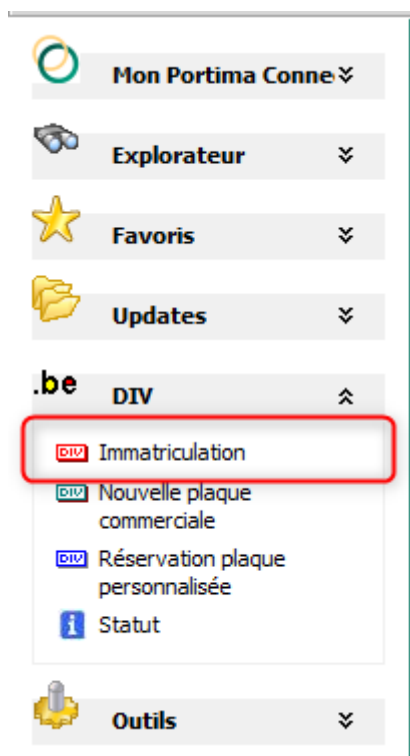 Mon Portima Conne
Explorateur
Favoris
Updates
.be
DIV
DIV Immatriculation
DIV Nouvelle plaque
commerciale
DIV Réservation plaque
personnalisée
i Statut
Outils